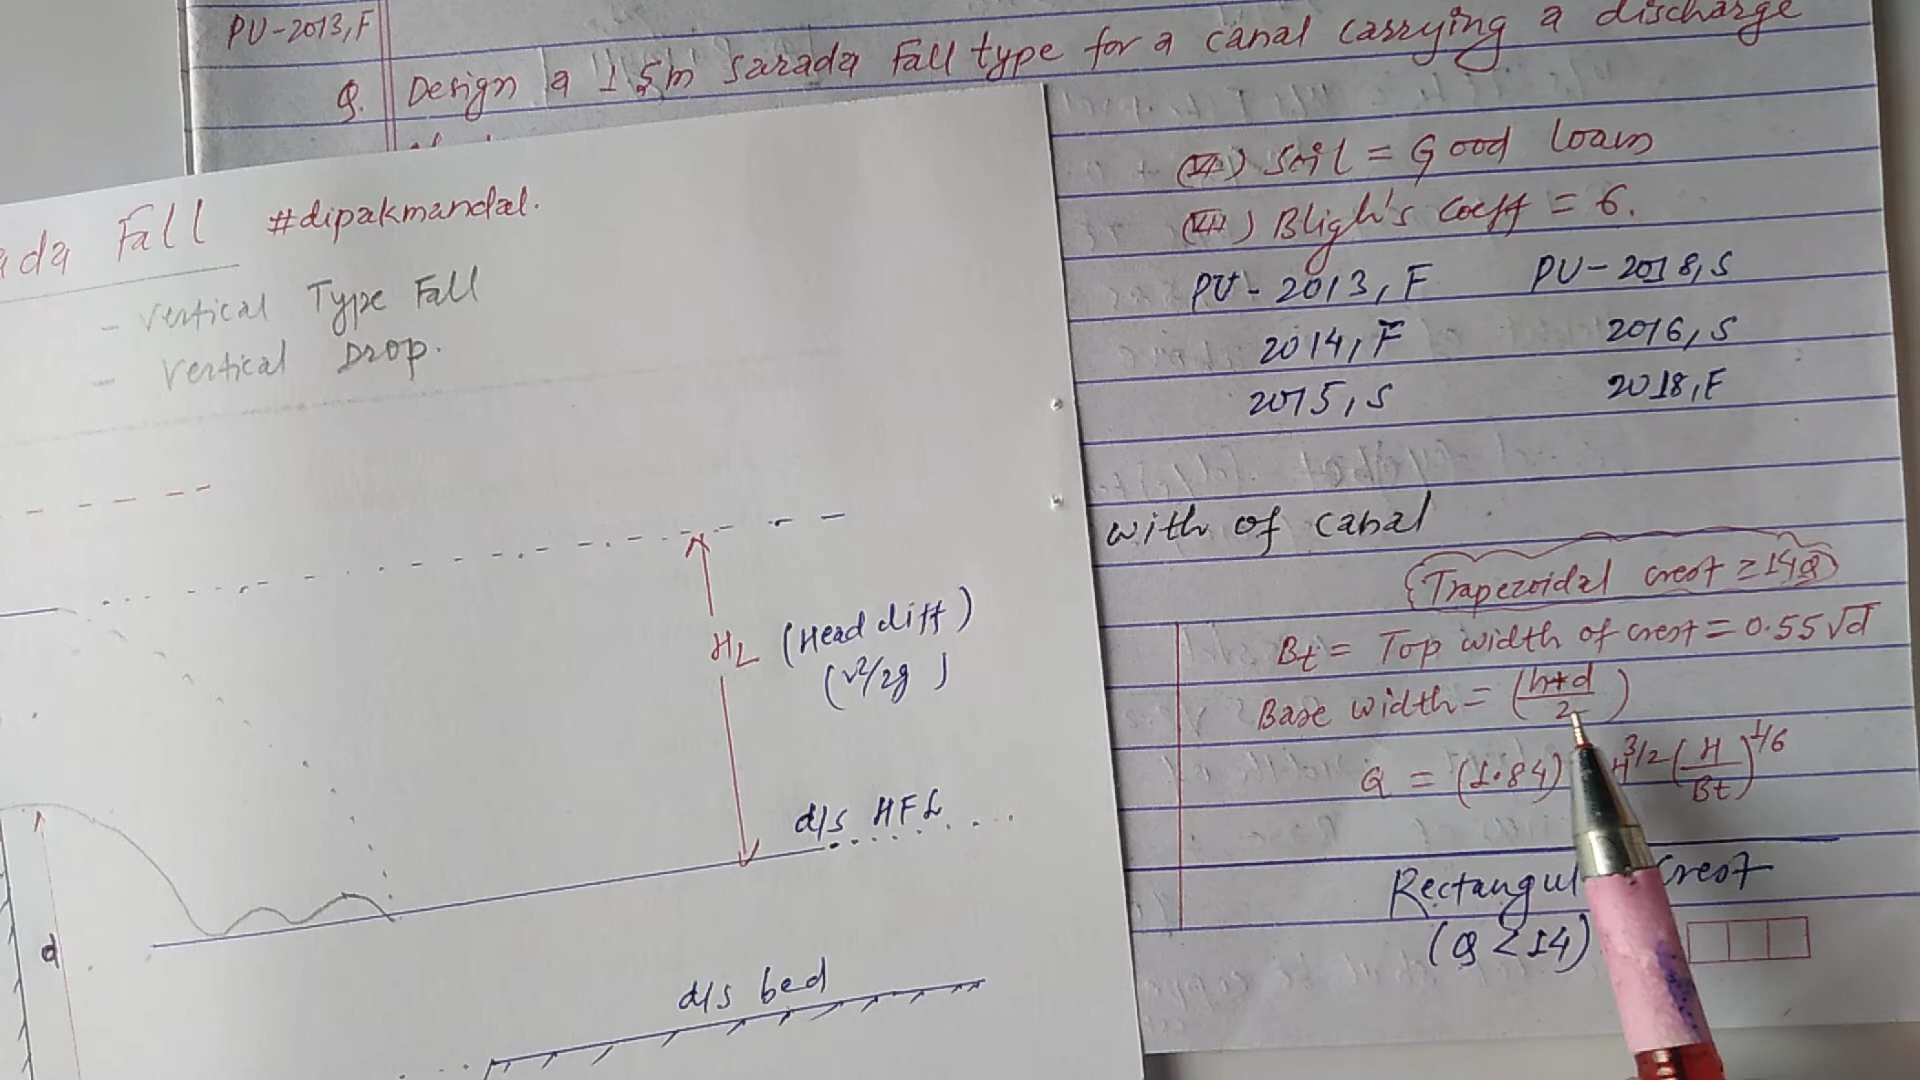 PU-2013,F
Q. Design a 1.5m Sarada Fall type for a canal carrying a discharge
ada Fall #dipakmandal.
- Vertical Type Fall
- Vertical Drop.
HL (Head diff)
(v²/2g)
d/s HFL
d
d/s bed
(VI) Soil = Good loam
(VII) Bligh's coeff = 6.
PU-2013,F PU-2018,S
2014,F 2016,S
2015,S 2018,F
with of canal
Trapezoidal crest ≥14Q
Bt = Top width of crest = 0.55√d
Base width = (h+d/2)
Q = (1.84) H^3/2 (H/Bt)^1/6
Rectangul crest
(Q<14)